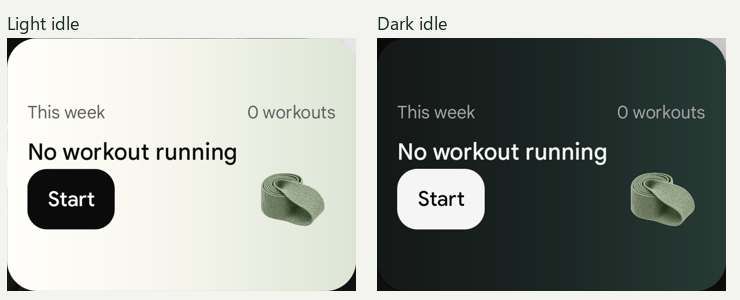 Light idle
This week 0 workouts
No workout running
Start
Dark idle
This week 0 workouts
No workout running
Start